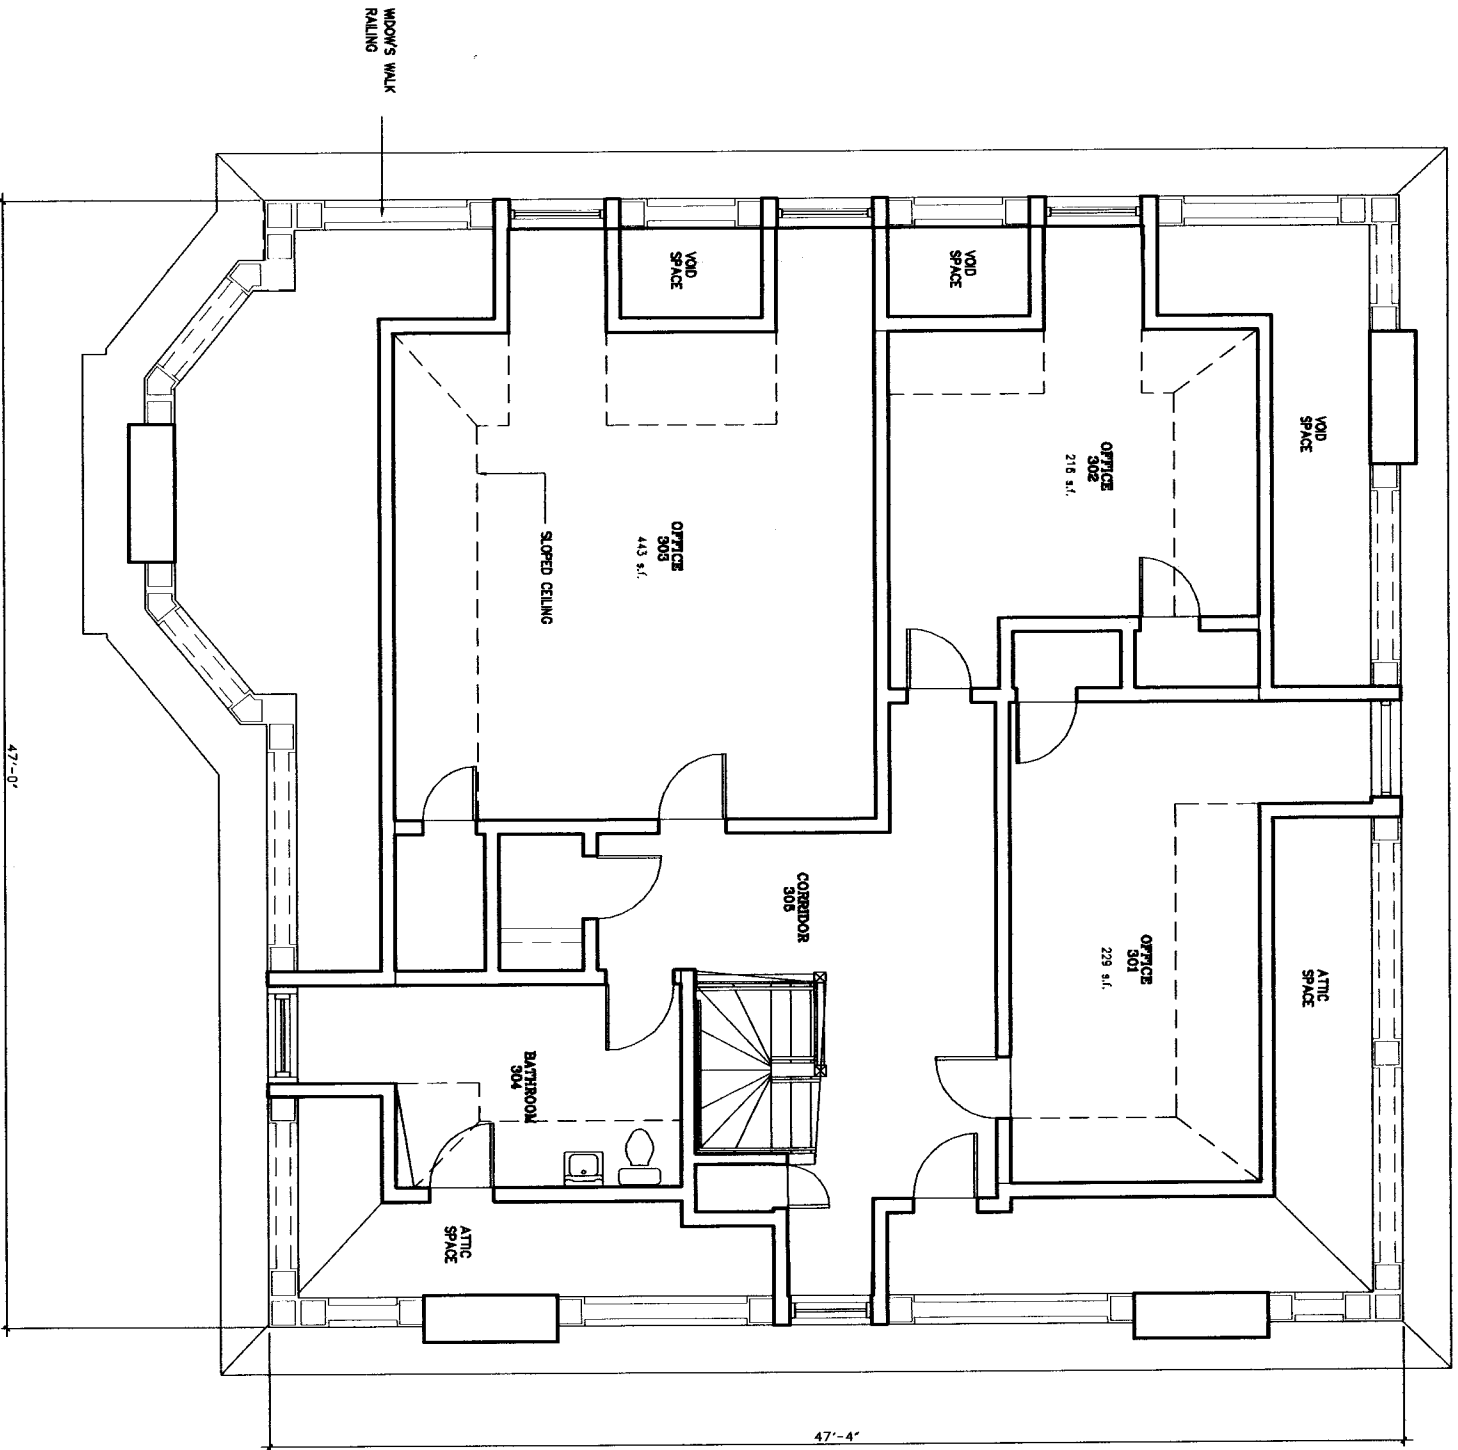 WIDOW'S WALK
RAILING
VOID
SPACE
VOID
SPACE
VOID
SPACE
OFFICE
302
216 s.f.
OFFICE
303
443 s.f.
SLOPED CEILING
CORRIDOR
305
OFFICE
301
229 s.f.
ATTIC
SPACE
BATHROOM
304
ATTIC
SPACE
47'-0"
47'-4"